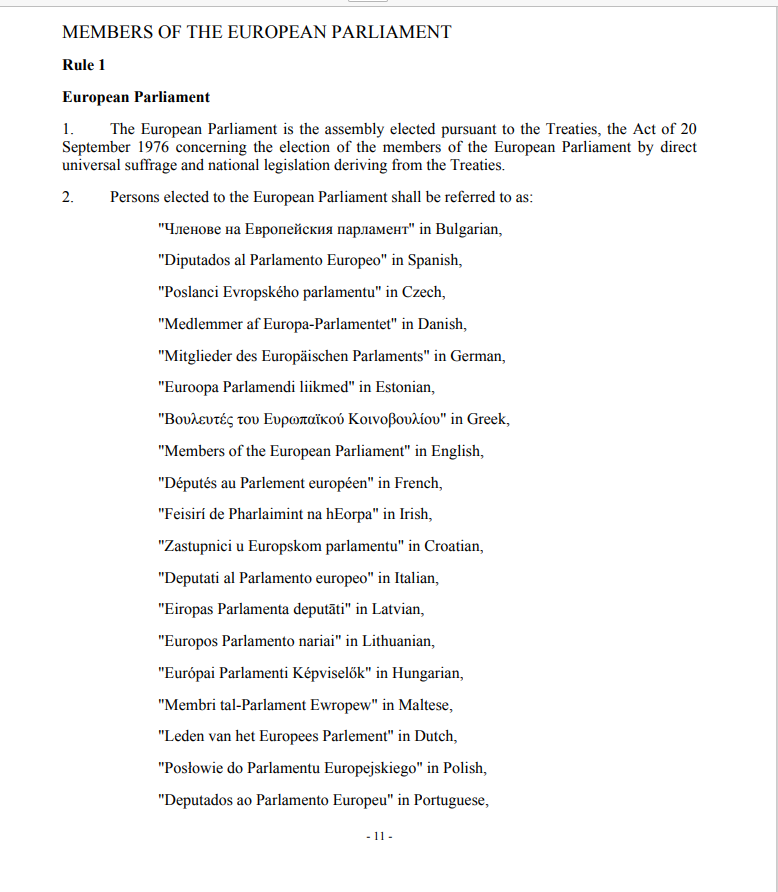 MEMBERS OF THE EUROPEAN PARLIAMENT
Rule 1
European Parliament
1. The European Parliament is the assembly elected pursuant to the Treaties, the Act of 20
September 1976 concerning the election of the members of the European Parliament by direct
universal suffrage and national legislation deriving from the Treaties.
2. Persons elected to the European Parliament shall be referred to as:
"Членове на Европейския парламент" in Bulgarian,
"Diputados al Parlamento Europeo" in Spanish,
"Poslanci Evropského parlamentu" in Czech,
"Medlemmer af Europa-Parlamentet" in Danish,
"Mitglieder des Europäischen Parlaments" in German,
"Euroopa Parlamendi liikmed" in Estonian,
"Βουλευτές του Ευρωπαϊκού Κοινοβουλίου" in Greek,
"Members of the European Parliament" in English,
"Députés au Parlement européen" in French,
"Feisirí de Pharlaimint na hEorpa" in Irish,
"Zastupnici u Europskom parlamentu" in Croatian,
"Deputati al Parlamento europeo" in Italian,
"Eiropas Parlamenta deputāti" in Latvian,
"Europos Parlamento nariai" in Lithuanian,
"Európai Parlamenti Képviselők" in Hungarian,
"Membri tal-Parlament Ewropew" in Maltese,
"Leden van het Europees Parlement" in Dutch,
"Posłowie do Parlamentu Europejskiego" in Polish,
"Deputados ao Parlamento Europeu" in Portuguese,
- 11 -